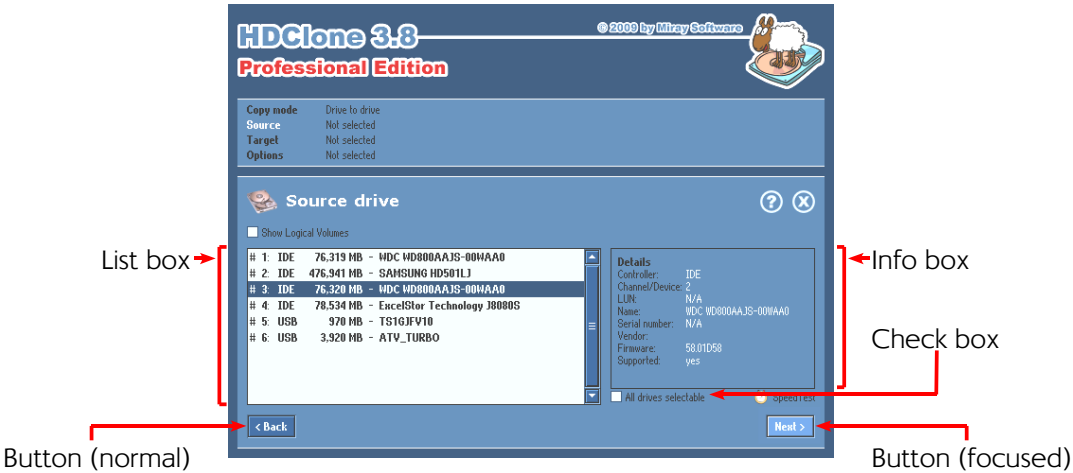 HDClone 3.8
© 2009 by Miray Software
Professional Edition
Copy mode Drive to drive
Source Not selected
Target Not selected
Options Not selected
Source drive
? X
Show Logical Volumes
List box
Info box
# 1: IDE 76,319 MB - WDC WD800AAJS-00WAA0
# 2: IDE 476,941 MB - SAMSUNG HD501LJ
# 3: IDE 76,320 MB - WDC WD800AAJS-00WAA0
# 4: IDE 78,534 MB - ExcelStor Technology J8080S
# 5: USB 970 MB - TS1GJFV10
# 6: USB 3,920 MB - ATV_TURBO
Details
Controller: IDE
Channel/Device: 2
LUN: N/A
Name: WDC WD800AAJS-00WAA0
Serial number: N/A
Vendor:
Firmware: 58.01D58
Supported: yes
Check box
All drives selectable
SpeedTest
< Back
Next >
Button (normal)
Button (focused)